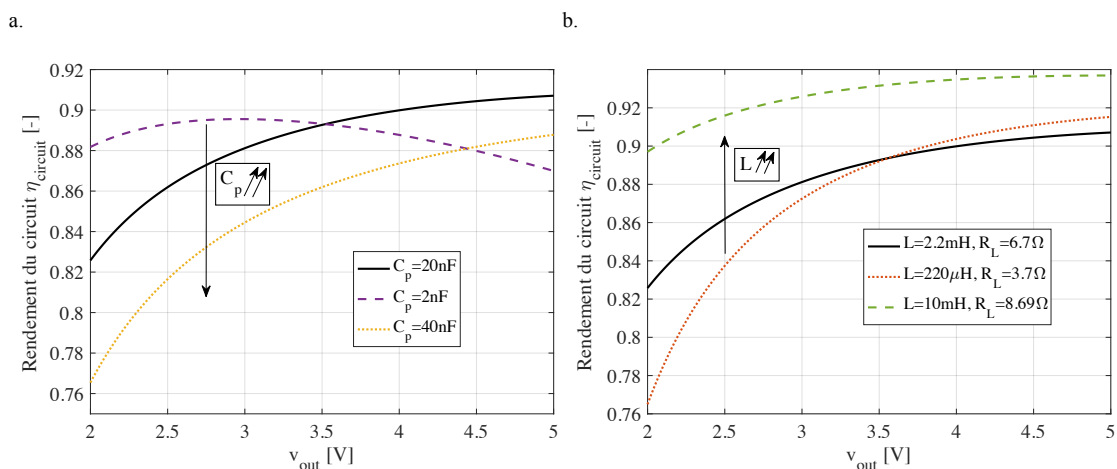 a.
Rendement du circuit η_circuit [-]
0.92
0.9
0.88
0.86
0.84
0.82
0.8
0.78
0.76
C_p
C_p=20nF
C_p=2nF
C_p=40nF
2 2.5 3 3.5 4 4.5 5
v_out [V]
b.
Rendement du circuit η_circuit [-]
0.92
0.9
0.88
0.86
0.84
0.82
0.8
0.78
0.76
L
L=2.2mH, R_L=6.7Ω
L=220μH, R_L=3.7Ω
L=10mH, R_L=8.69Ω
2 2.5 3 3.5 4 4.5 5
v_out [V]